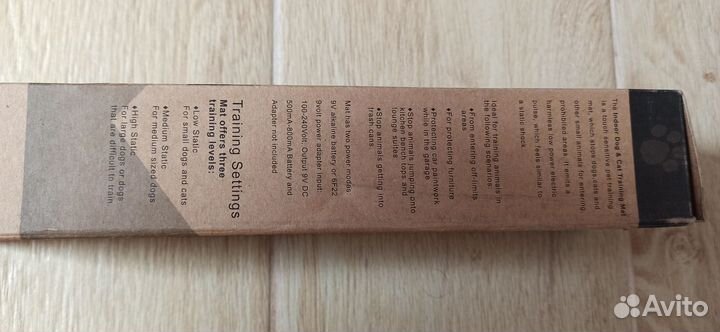 The Indoor Dog & Cat Training Mat
is a touch sensitive pet training
mat, which stops dogs cats and
other small animals for entering
prohibited areas. It emits a
harmless low power electric
pulse, which feels similar to
a static shock
Ideal for training animals in
the following scenarios:
♦From entering off-limits
areas
♦For protecting furniture
♦Protecting car paintwork
while in the garage
♦Stop animals jumping onto
kitchen bench tops and
lounge suites
♦Stop animals getting into
trash cans.
Mat has two power modes:
9V alkaline battery or 6F22
9volt power adapter input:
100-240Volt: Output 9V DC
500mA-800mA Battery and
Adapter not included
Training Settings
Mat offers three
training levels:
♦Low Static
For small dogs and cats
♦Medium Static
For medium sized dogs
♦High Static
For large dogs or dogs
that are difficult to train
Avito